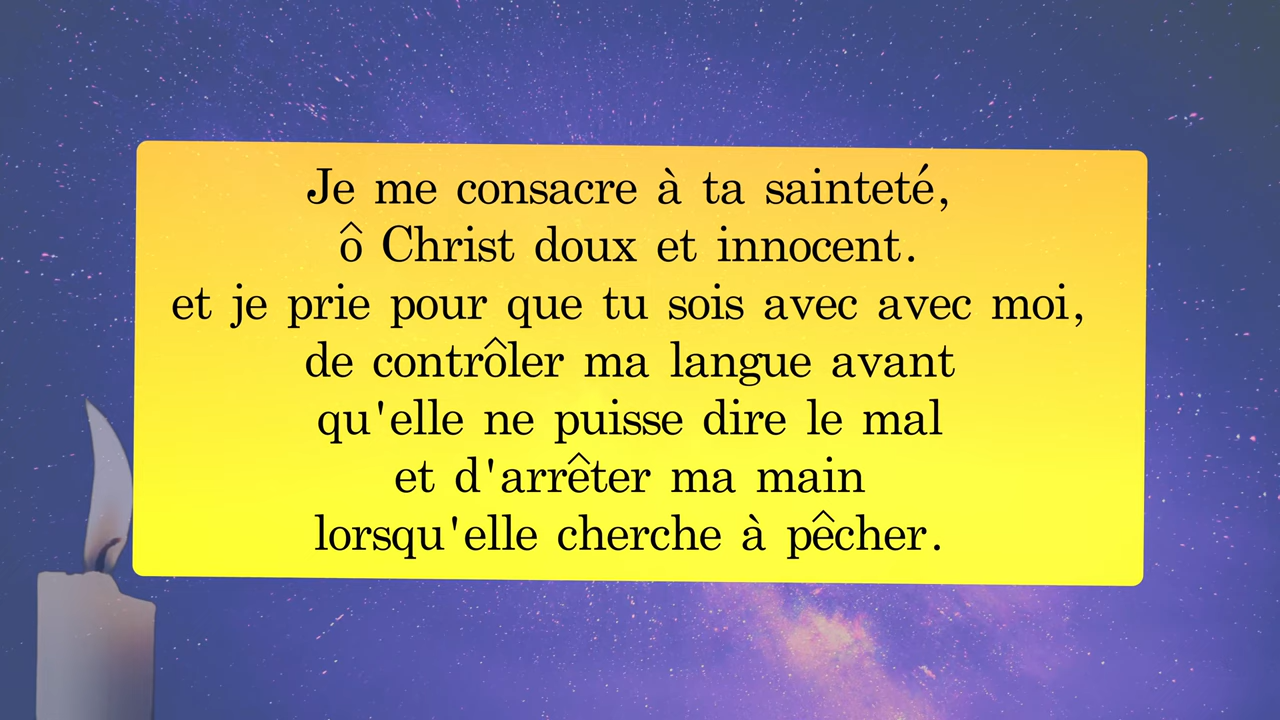 Je me consacre à ta sainteté,
ô Christ doux et innocent.
et je prie pour que tu sois avec avec moi,
de contrôler ma langue avant
qu'elle ne puisse dire le mal
et d'arrêter ma main
lorsqu'elle cherche à pêcher.